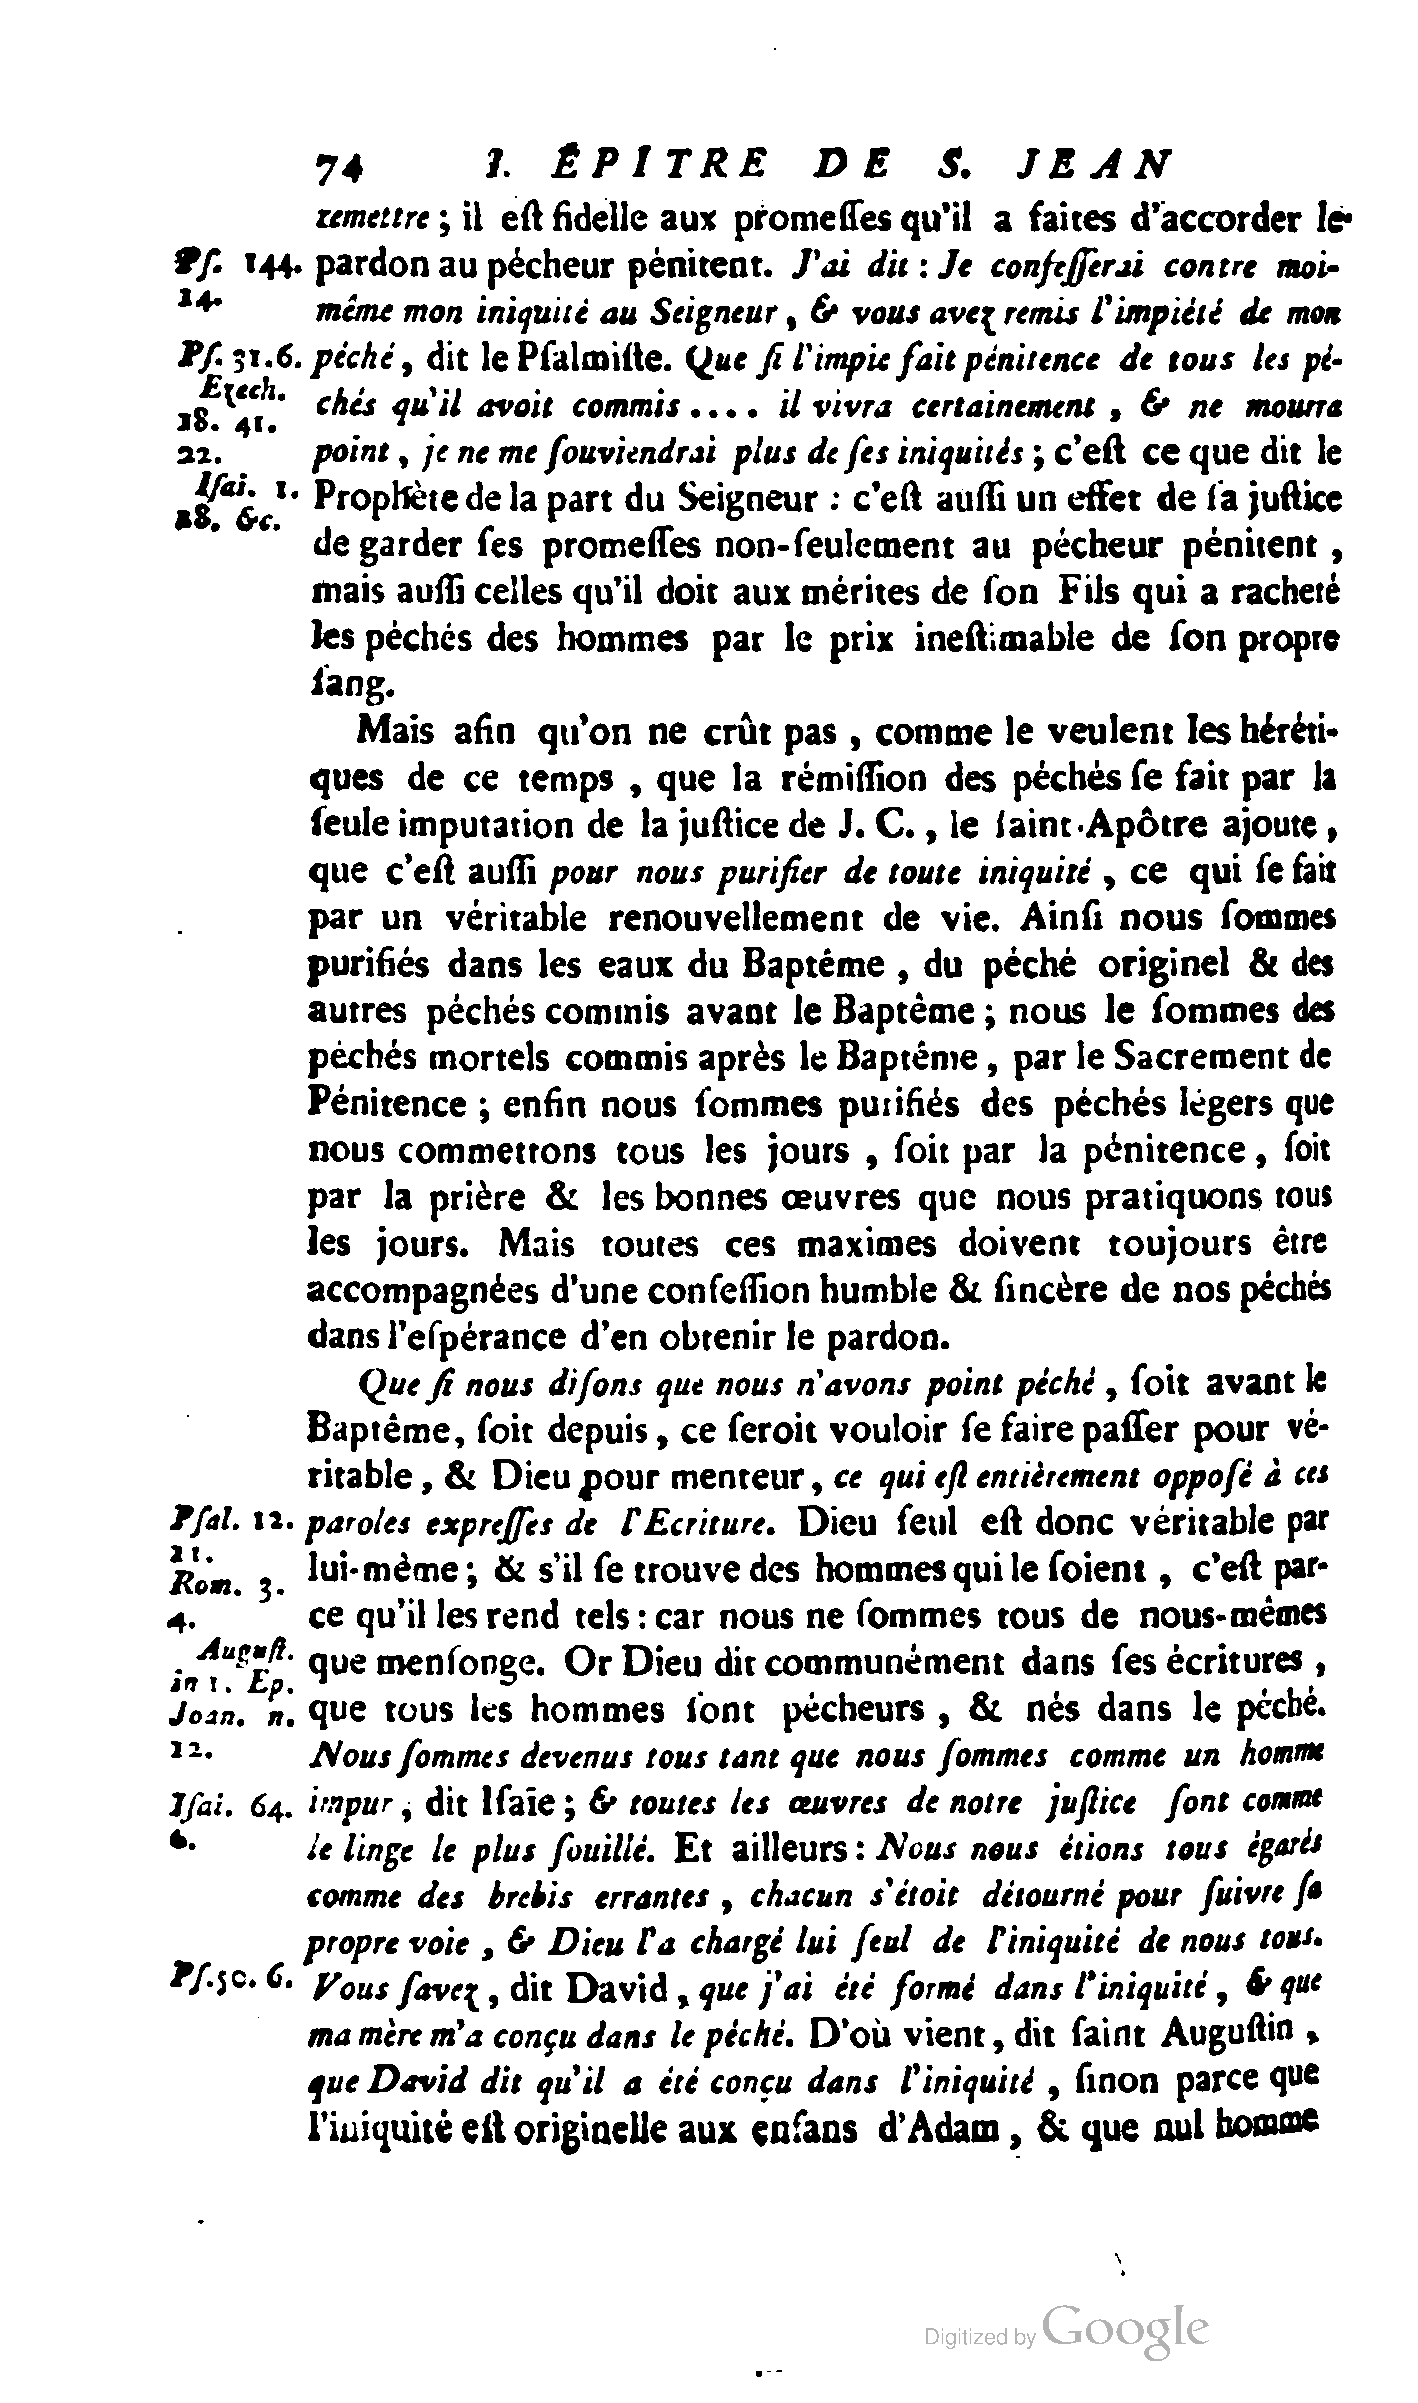 74 I. ÉPITRE DE S. JEAN
remettre ; il eſt fidelle aux promeſſes qu'il a faites d'accorder le
Pſ. 144. pardon au pécheur pénitent. J'ai dit : Je confeſſerai contre moi-
14. même mon iniquité au Seigneur , & vous avez remis l'impiété de mon
Pſ. 31.6. péché, dit le Pſalmiſte. Que ſi l'impie fait pénitence de tous les pé-
Ezech. chés qu'il avoit commis .... il vivra certainement , & ne mourra
18. 41.
22. point , je ne me ſouviendrai plus de ſes iniquités ; c'eſt ce que dit le
Iſai. 1. Prophète de la part du Seigneur : c'eſt auſſi un effet de ſa juſtice
18. &c.
de garder ſes promeſſes non-ſeulement au pécheur pénitent ,
mais auſſi celles qu'il doit aux mérites de ſon Fils qui a racheté
les péchés des hommes par le prix ineſtimable de ſon propre
ſang.
Mais afin qu'on ne crût pas , comme le veulent les héréti-
ques de ce temps , que la rémiſſion des péchés ſe fait par la
ſeule imputation de la juſtice de J. C. , le ſaint Apôtre ajoute ,
que c'eſt auſſi pour nous purifier de toute iniquité , ce qui ſe fait
par un véritable renouvellement de vie. Ainſi nous ſommes
purifiés dans les eaux du Baptême , du péché originel & des
autres péchés commis avant le Baptême ; nous le ſommes des
péchés mortels commis après le Baptême , par le Sacrement de
Pénitence ; enfin nous ſommes purifiés des péchés légers que
nous commettons tous les jours , ſoit par la pénitence , ſoit
par la prière & les bonnes œuvres que nous pratiquons tous
les jours. Mais toutes ces maximes doivent toujours être
accompagnées d'une confeſſion humble & ſincère de nos péchés
dans l'eſpérance d'en obtenir le pardon.
Que ſi nous diſons que nous n'avons point péché , ſoit avant le
Baptême, ſoit depuis , ce ſeroit vouloir ſe faire paſſer pour vé-
ritable , & Dieu pour menteur , ce qui eſt entièrement oppoſé à ces
Pſal. 12. paroles expreſſes de l'Ecriture. Dieu ſeul eſt donc véritable par
21.
Rom. 3. lui-même ; & s'il ſe trouve des hommes qui le ſoient , c'eſt par-
4. ce qu'il les rend tels : car nous ne ſommes tous de nous-mêmes
Auguſt. que menſonge. Or Dieu dit communément dans ſes écritures ,
in 1. Ep.
Joan. n. que tous les hommes ſont pécheurs , & nés dans le péché.
12. Nous ſommes devenus tous tant que nous ſommes comme un homme
Iſai. 64. impur , dit Iſaïe ; & toutes les œuvres de notre juſtice ſont comme
6. le linge le plus ſouillé. Et ailleurs : Nous nous étions tous égarés
comme des brebis errantes , chacun s'étoit détourné pour ſuivre ſa
propre voie , & Dieu l'a chargé lui ſeul de l'iniquité de nous tous.
Pſ. 50. 6. Vous ſavez , dit David , que j'ai été formé dans l'iniquité , & que
ma mère m'a conçu dans le péché. D'où vient , dit ſaint Auguſtin ,
que David dit qu'il a été conçu dans l'iniquité , ſinon parce que
l'iniquité eſt originelle aux enfans d'Adam , & que nul homme
Digitized by Google